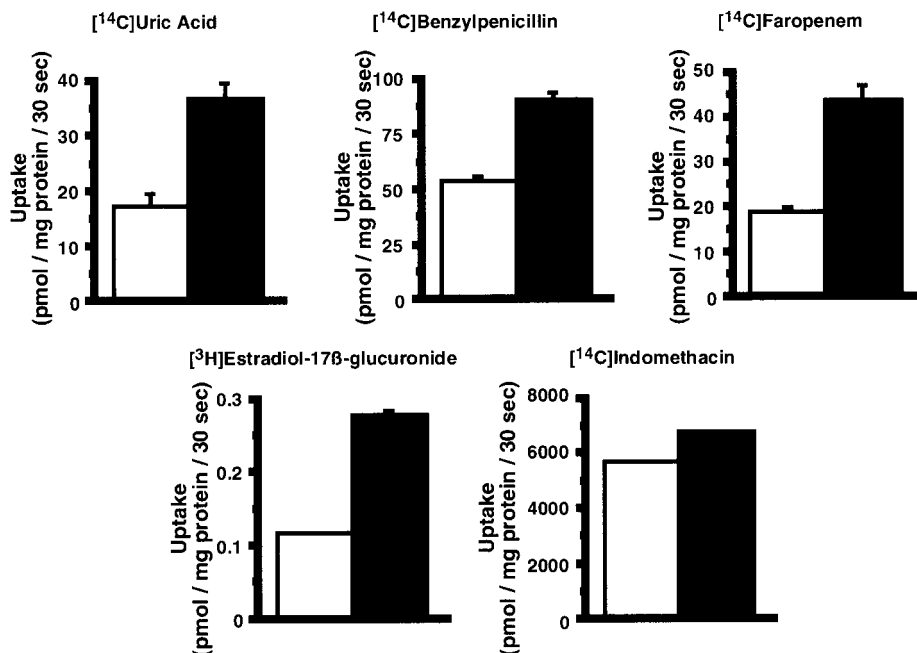 [¹⁴C]Uric Acid
Uptake
(pmol / mg protein / 30 sec)
40
30
20
10
0
[¹⁴C]Benzylpenicillin
Uptake
(pmol / mg protein / 30 sec)
100
75
50
25
0
[¹⁴C]Faropenem
Uptake
(pmol / mg protein / 30 sec)
50
40
30
20
10
0
[³H]Estradiol-17ß-glucuronide
Uptake
(pmol / mg protein / 30 sec)
0.3
0.2
0.1
0
[¹⁴C]Indomethacin
Uptake
(pmol / mg protein / 30 sec)
8000
6000
4000
2000
0